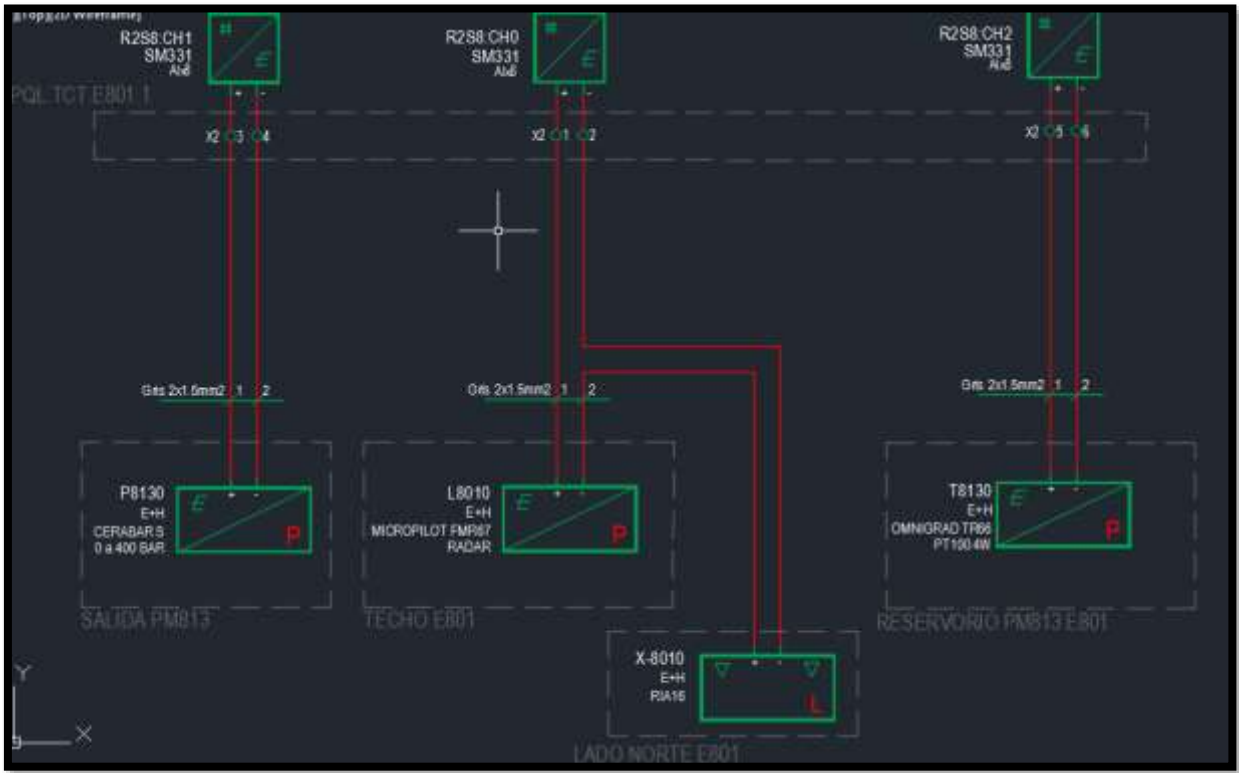 R2S8:CH1
SM331
AIx8
R2S8:CH0
SM331
AIx8
R2S8:CH2
SM331
AIx8
PQL TCT E801.1
+ -
+ -
+ -
X2 3 4
X2 1 2
X2 5 6
Gris 2x1.5mm2 1 2
Gris 2x1.5mm2 1 2
Gris 2x1.5mm2 1 2
P8130
E+H
CERABAR S
0 a 400 BAR
+ -
E
P
SALIDA PM813
L8010
E+H
MICROPILOT FMR67
RADAR
+ -
E
P
TECHO E801
T8130
E+H
OMNIGRAD TR66
PT100 4W
+ -
E
P
RESERVORIO PM813 E801
X-8010
E+H
RIA16
+ -
L
LADO NORTE E801
Y
X